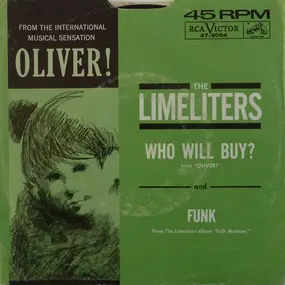 FROM THE INTERNATIONAL
MUSICAL SENSATION
OLIVER!
45 RPM
RCA VICTOR
47-8094
THE
LIMELITERS
WHO WILL BUY?
from "OLIVER!"
and
FUNK
From The Limeliters album "Folk Matinee,"